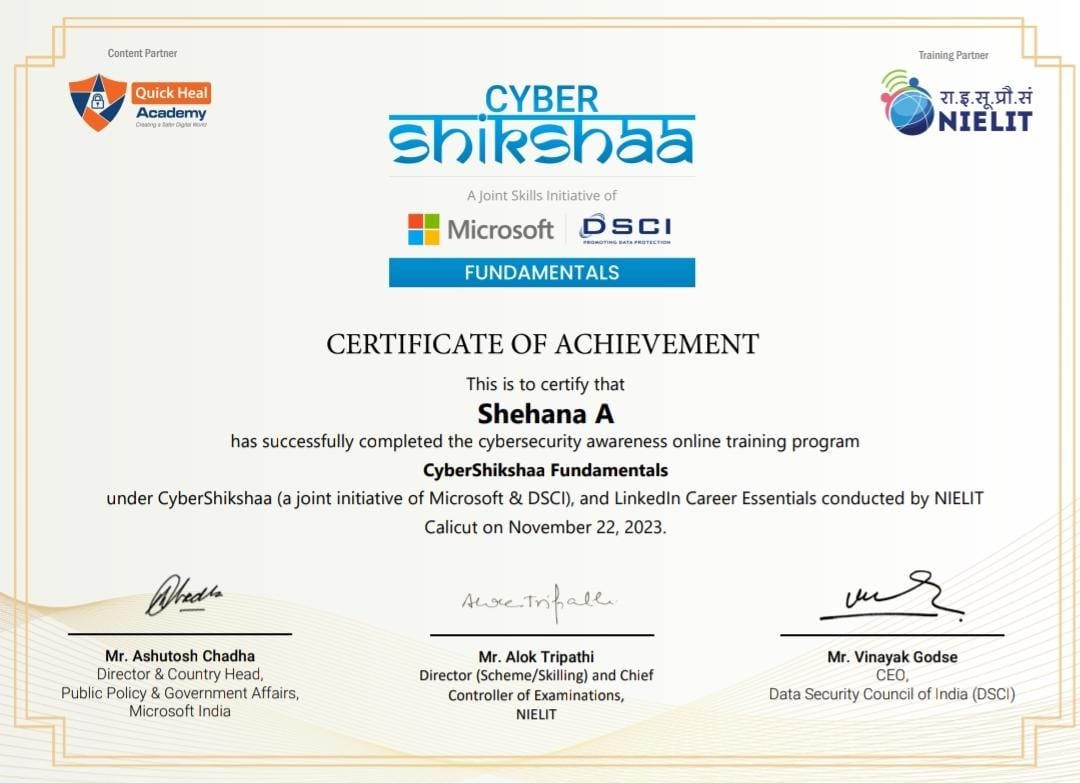 Content Partner
Quick Heal
Academy
Creating a Safer Digital World
Training Partner
रा.इ.सू.प्रौ.सं
NIELIT
CYBER
shikshaa
A Joint Skills Initiative of
Microsoft
DSCI
PROMOTING DATA PROTECTION
FUNDAMENTALS
CERTIFICATE OF ACHIEVEMENT
This is to certify that
Shehana A
has successfully completed the cybersecurity awareness online training program
CyberShikshaa Fundamentals
under CyberShikshaa (a joint initiative of Microsoft & DSCI), and LinkedIn Career Essentials conducted by NIELIT
Calicut on November 22, 2023.
Mr. Ashutosh Chadha
Director & Country Head,
Public Policy & Government Affairs,
Microsoft India
Mr. Alok Tripathi
Director (Scheme/Skilling) and Chief
Controller of Examinations,
NIELIT
Mr. Vinayak Godse
CEO,
Data Security Council of India (DSCI)